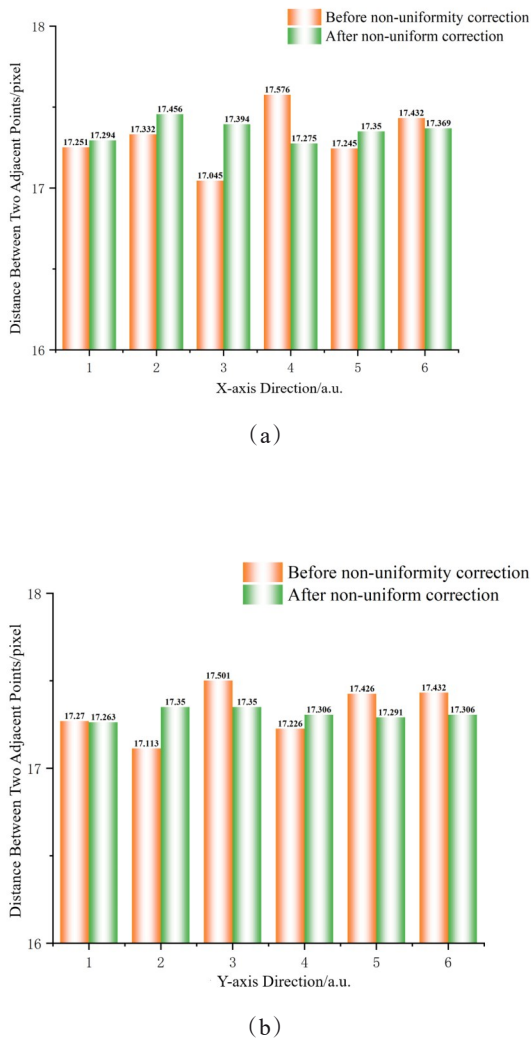 Before non-uniformity correction
After non-uniform correction
18
17
16
Distance Between Two Adjacent Points/pixel
17.251
17.294
17.332
17.456
17.045
17.394
17.576
17.275
17.245
17.35
17.432
17.369
1 2 3 4 5 6
X-axis Direction/a.u.
(a)
Before non-uniformity correction
After non-uniform correction
18
17
16
Distance Between Two Adjacent Points/pixel
17.27
17.263
17.113
17.35
17.501
17.35
17.226
17.306
17.426
17.291
17.432
17.306
1 2 3 4 5 6
Y-axis Direction/a.u.
(b)